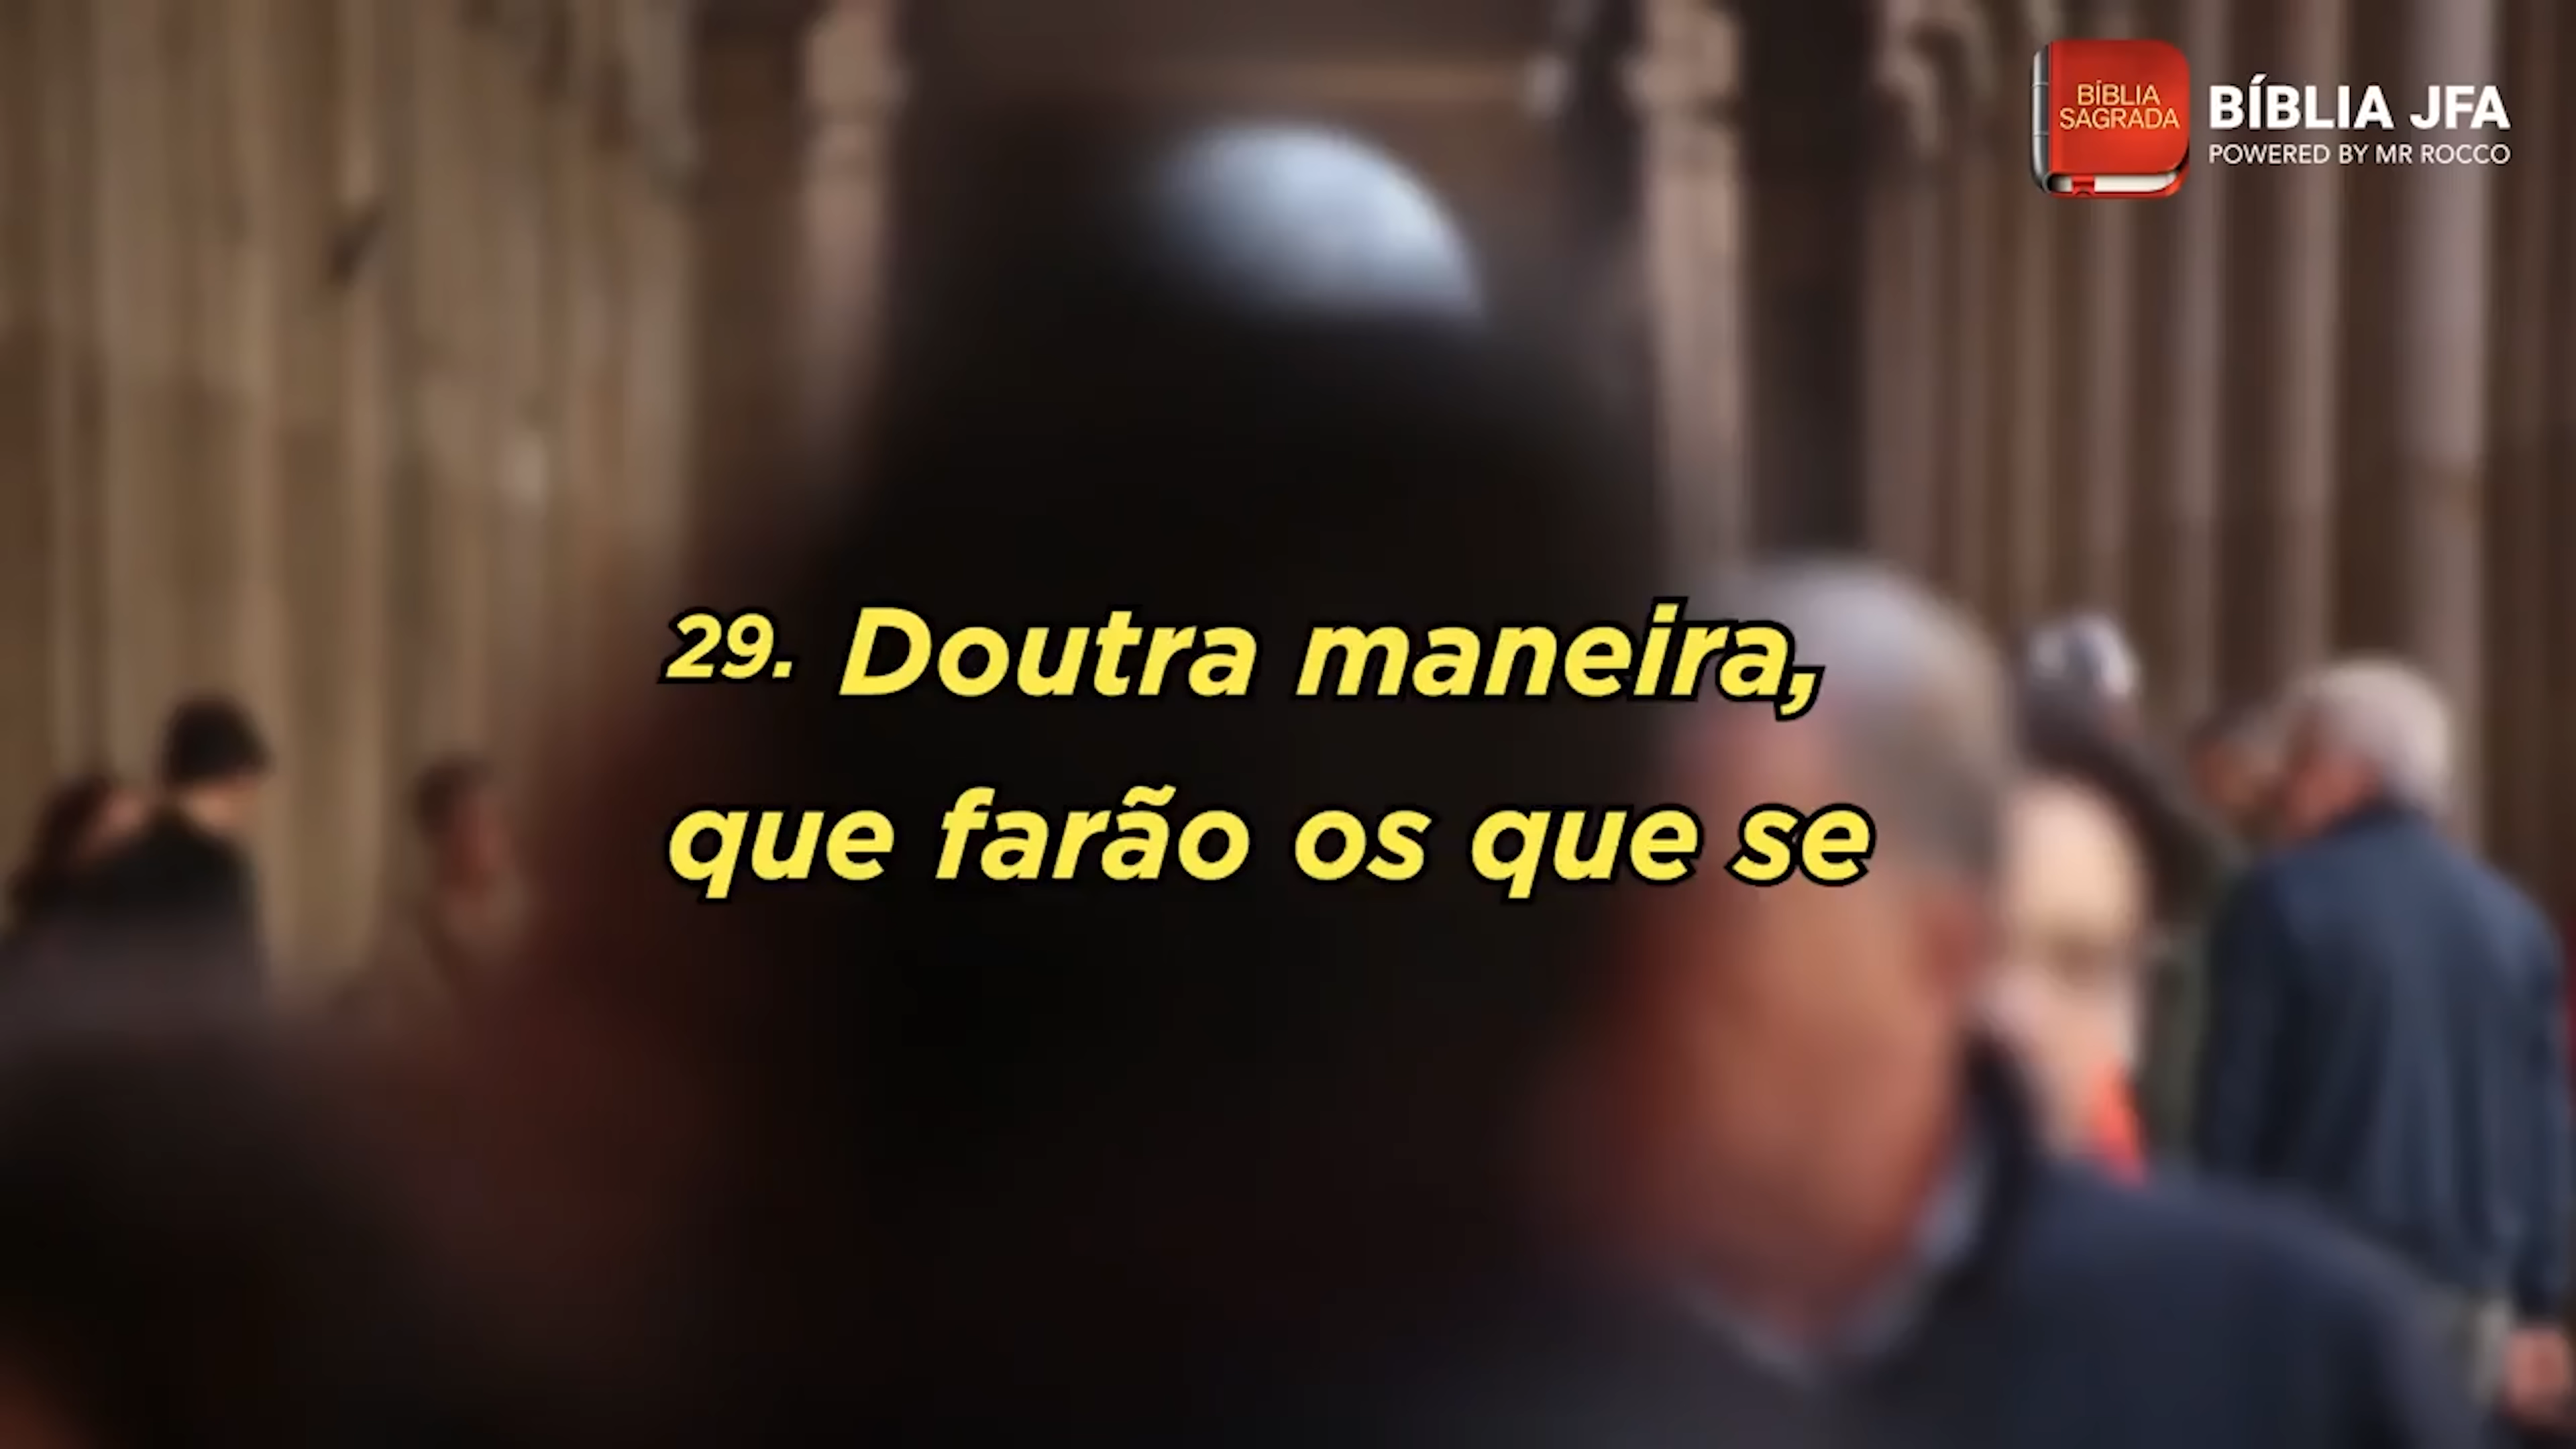 BÍBLIA
SAGRADA
BÍBLIA JFA
POWERED BY MR ROCCO
29. Doutra maneira,
que farão os que se